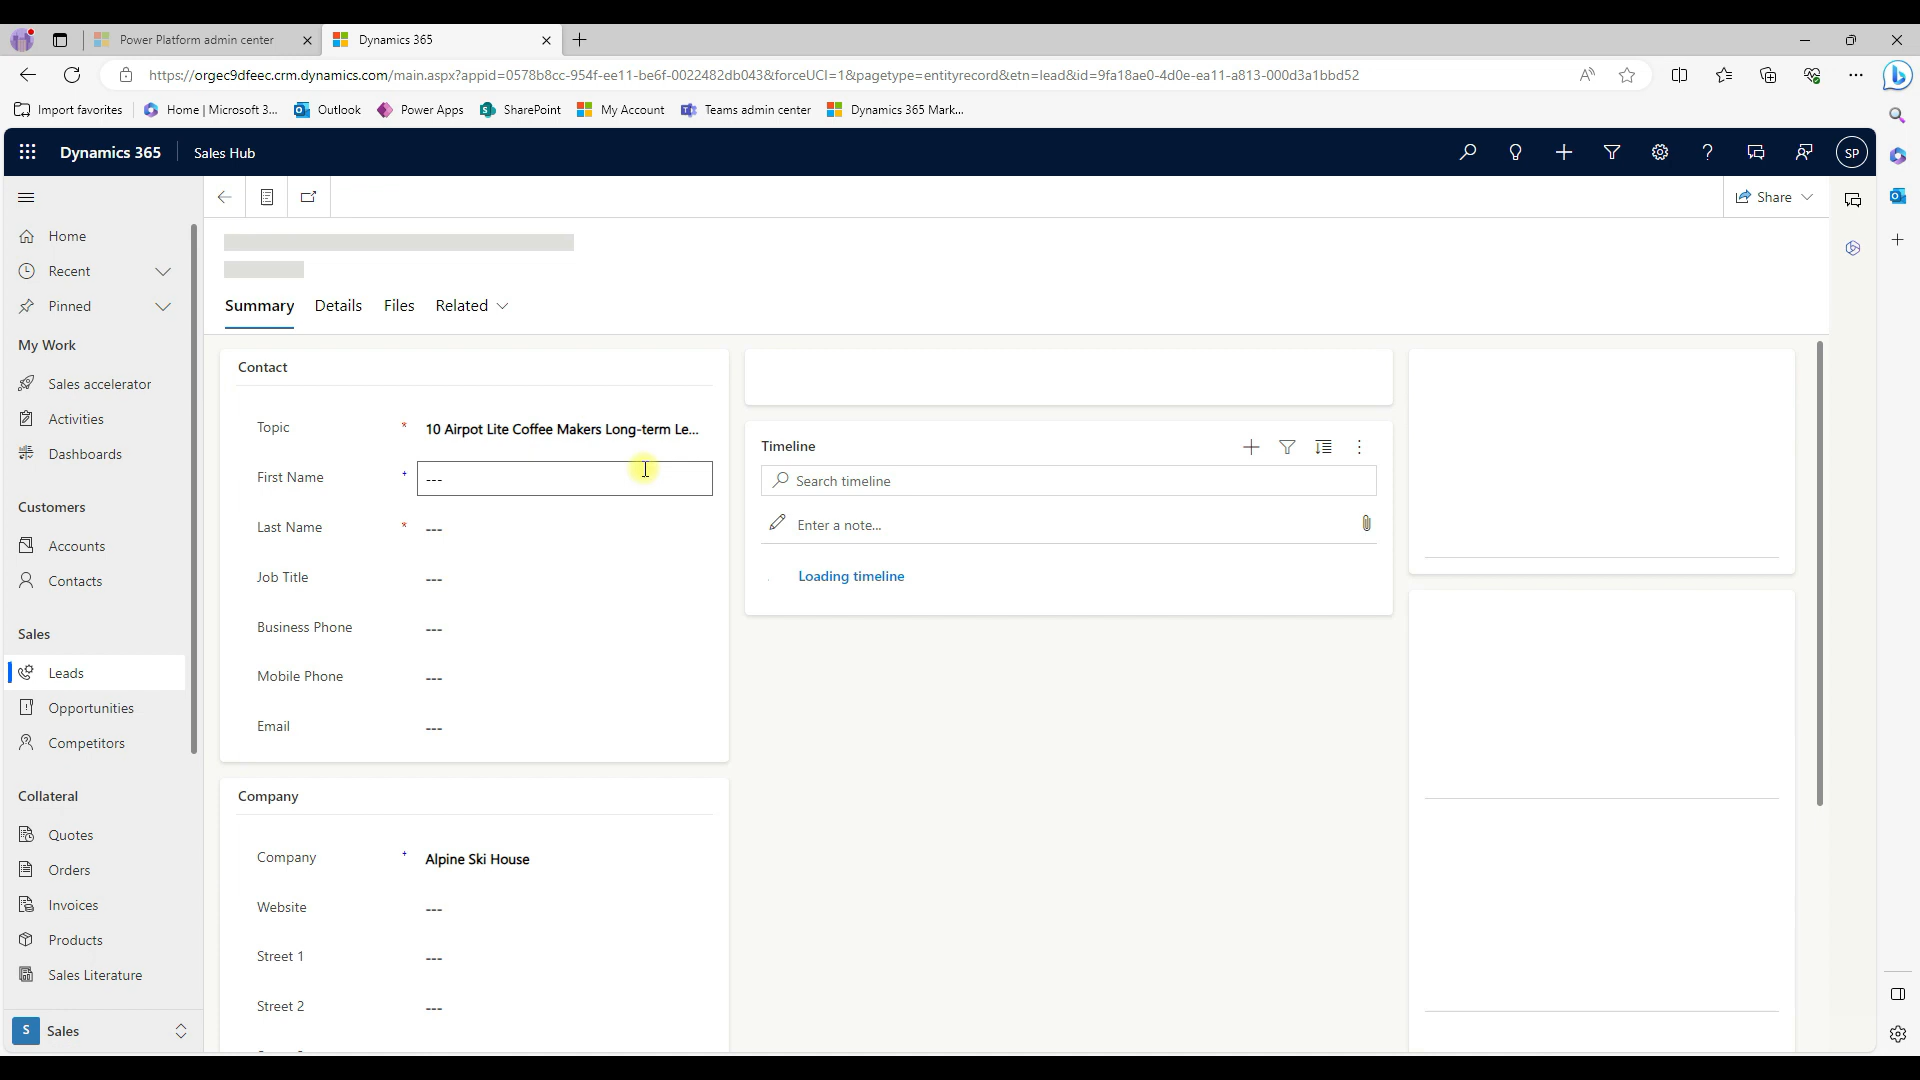 Power Platform admin center
Dynamics 365
https://orgec9dfeec.crm.dynamics.com/main.aspx?appid=0578b8cc-954f-ee11-be6f-0022482db043&forceUCI=1&pagetype=entityrecord&etn=lead&id=9fa18ae0-4d0e-ea11-a813-000d3a1bbd52
Import favorites
Home | Microsoft 3...
Outlook
Power Apps
SharePoint
My Account
Teams admin center
Dynamics 365 Mark...
Dynamics 365
Sales Hub
SP
Share
Home
Recent
Pinned
My Work
Sales accelerator
Activities
Dashboards
Customers
Accounts
Contacts
Sales
Leads
Opportunities
Competitors
Collateral
Quotes
Orders
Invoices
Products
Sales Literature
S Sales
Summary
Details
Files
Related
Contact
Topic * 10 Airpot Lite Coffee Makers Long-term Le...
First Name + ---
Last Name * ---
Job Title ---
Business Phone ---
Mobile Phone ---
Email ---
Company
Company + Alpine Ski House
Website ---
Street 1 ---
Street 2 ---
Timeline
Search timeline
Enter a note...
Loading timeline